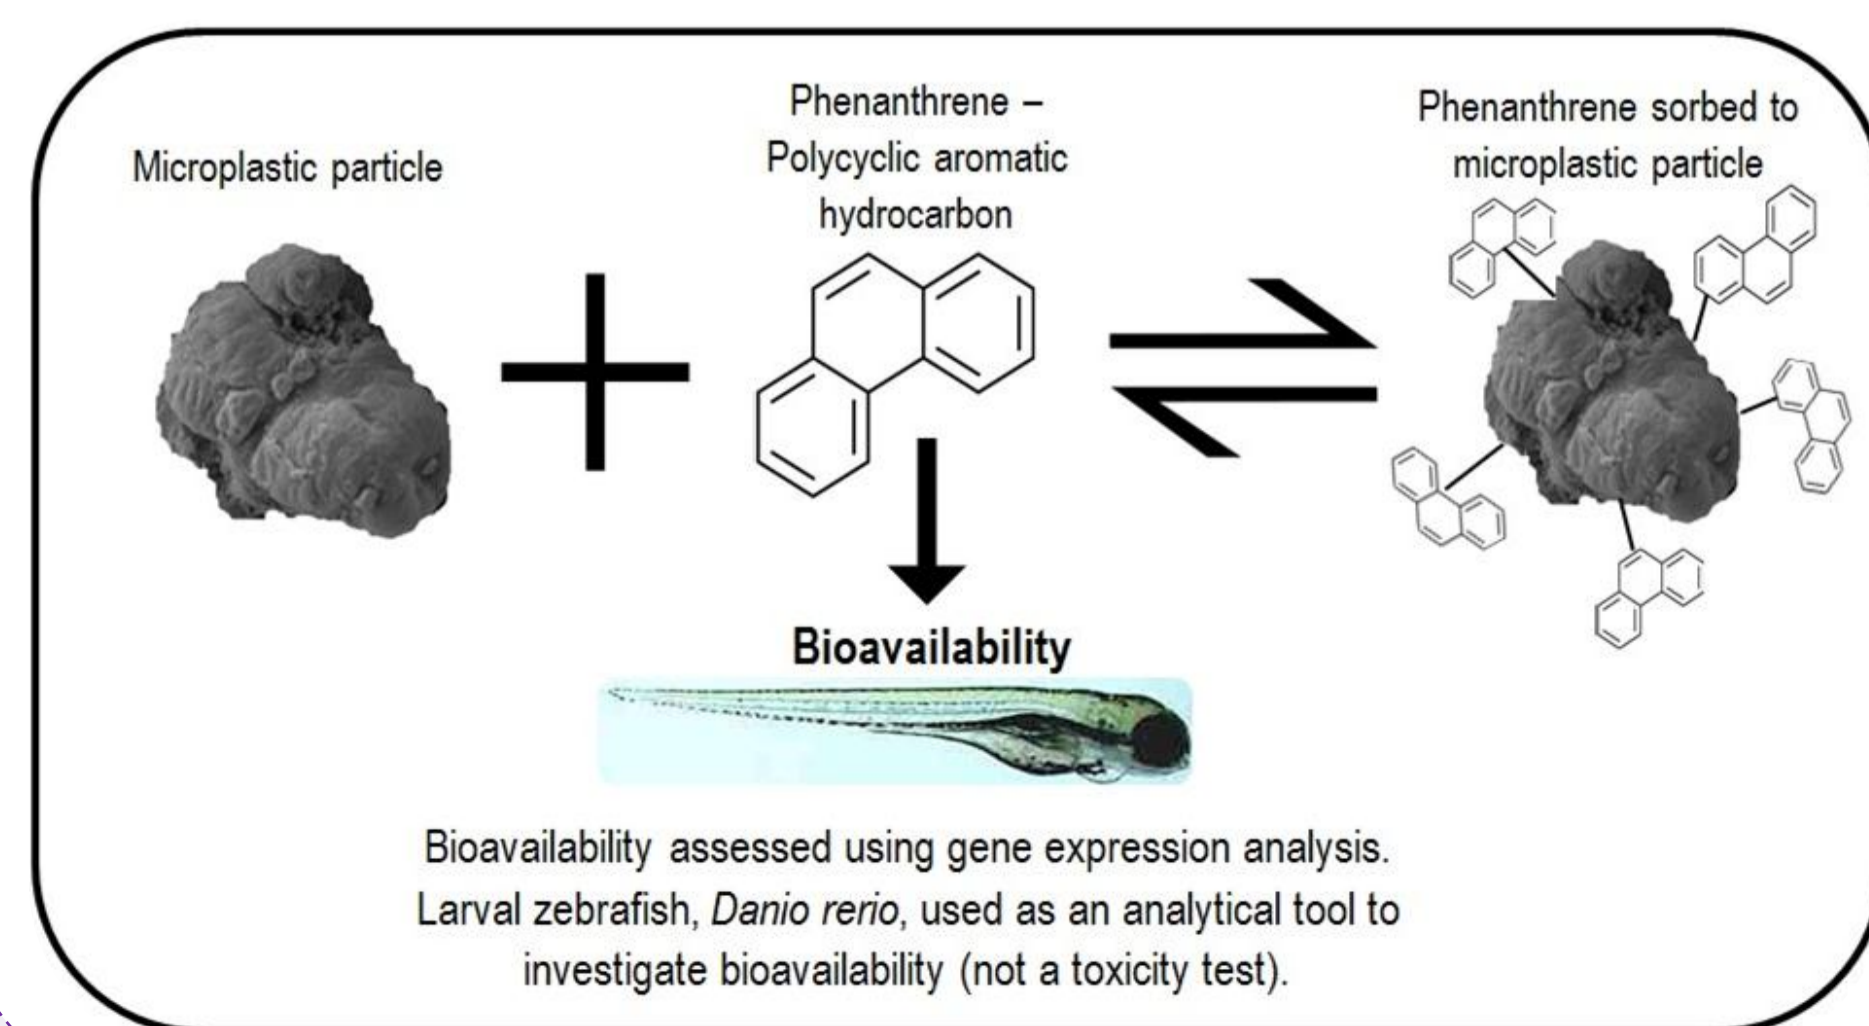 Microplastic particle
Phenanthrene –
Polycyclic aromatic
hydrocarbon
Phenanthrene sorbed to
microplastic particle
Bioavailability
Bioavailability assessed using gene expression analysis.
Larval zebrafish, Danio rerio, used as an analytical tool to
investigate bioavailability (not a toxicity test).